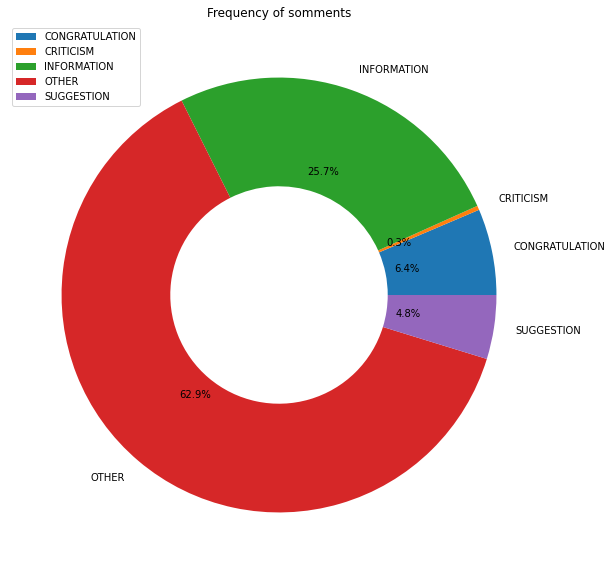 Frequency of somments
CONGRATULATION
CRITICISM
INFORMATION
OTHER
SUGGESTION
INFORMATION
25.7%
CRITICISM
0.3%
CONGRATULATION
6.4%
4.8%
SUGGESTION
62.9%
OTHER